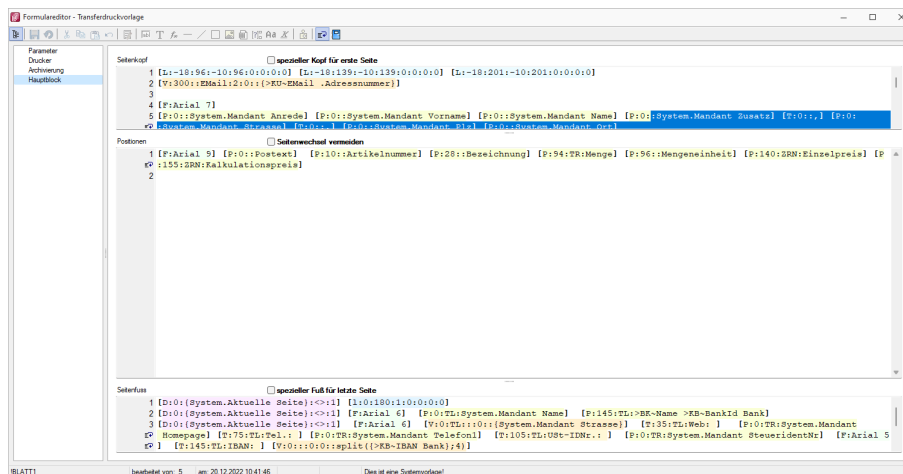 Formulareditor - Transferdruckvorlage
Parameter
Drucker
Archivierung
Hauptblock
Seitenkopf
spezieller Kopf für erste Seite
1 [L:-18:96:-10:96:0:0:0:0] [L:-18:139:-10:139:0:0:0:0] [L:-18:201:-10:201:0:0:0:0]
2 [V:300::EMail:2:0::{>KU~EMail .Adressnummer}]
3
4 [F:Arial 7]
5 [P:0::System.Mandant Anrede] [P:0::System.Mandant Vorname] [P:0::System.Mandant Name] [P:0::System.Mandant Zusatz] [T:0::,] [P:0:
:System.Mandant Strasse] [T:0::,] [P:0::System.Mandant Plz] [P:0::System.Mandant Ort]
Positionen
Seitenwechsel vermeiden
1 [F:Arial 9] [P:0::Postext] [P:10::Artikelnummer] [P:28::Bezeichnung] [P:94:TR:Menge] [P:96::Mengeneinheit] [P:140:ZRN:Einzelpreis] [P
:155:ZRN:Kalkulationspreis]
2
Seitenfuss
spezieller Fuß für letzte Seite
1 [D:0:{System.Aktuelle Seite}:<>:1] [l:0:180:1:0:0:0:0]
2 [D:0:{System.Aktuelle Seite}:<>:1] [F:Arial 6] [P:0:TL:System.Mandant Name] [P:145:TL:>BK~Name >KB~BankId Bank]
3 [D:0:{System.Aktuelle Seite}:<>:1] [F:Arial 6] [V:0:TL:::0::{System.Mandant Strasse}] [T:35:TL:Web: ] [P:0:TR:System.Mandant
Homepage] [T:75:TL:Tel.: ] [P:0:TR:System.Mandant Telefon1] [T:105:TL:USt-IDNr.: ] [P:0:TR:System.Mandant SteuerIdentNr] [F:Arial 5
] [T:145:TL:IBAN: ] [V:0:::0:0::split({>KB~IBAN Bank};4)]
!BLATT1
bearbeitet von: 5
am: 20.12.2022 10:41:46
Dies ist eine Systemvorlage!